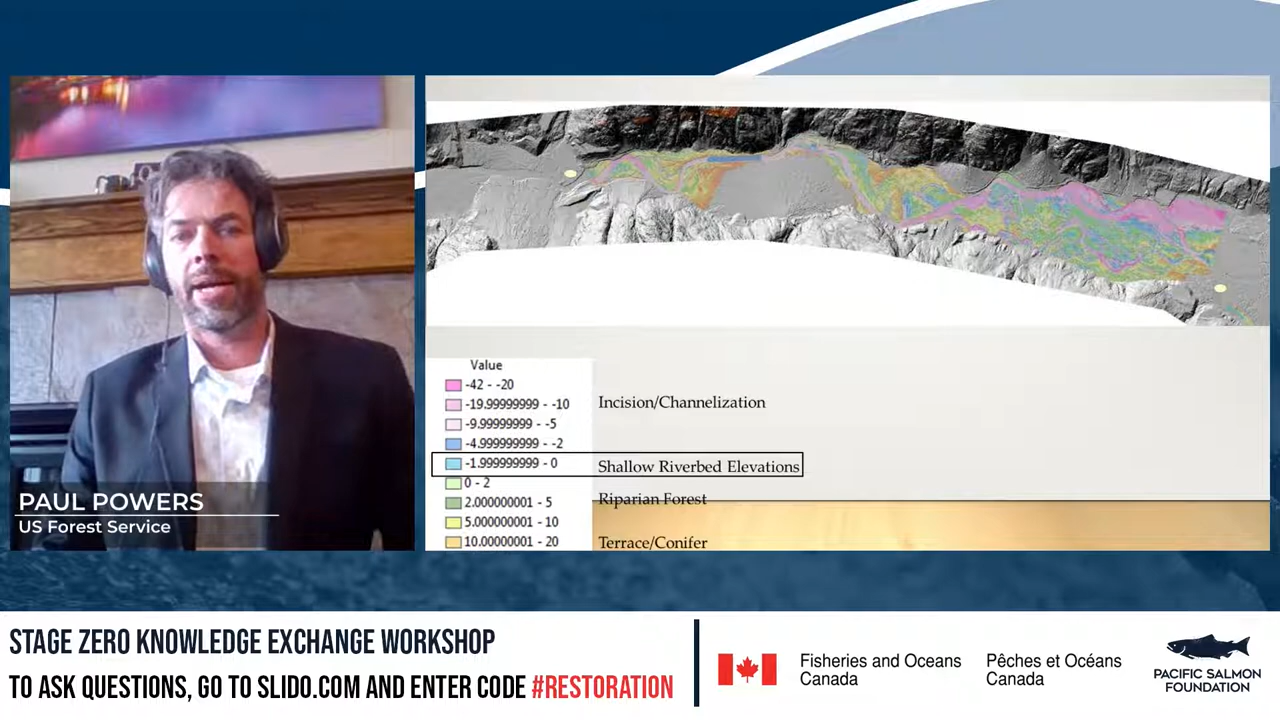 PAUL POWERS
US Forest Service
Value
-42 - -20
-19.99999999 - -10
-9.99999999 - -5
-4.999999999 - -2
-1.999999999 - 0
0 - 2
2.000000001 - 5
5.000000001 - 10
10.00000001 - 20
Incision/Channelization
Shallow Riverbed Elevations
Riparian Forest
Terrace/Conifer
STAGE ZERO KNOWLEDGE EXCHANGE WORKSHOP
TO ASK QUESTIONS, GO TO SLIDO.COM AND ENTER CODE #RESTORATION
Fisheries and Oceans
Canada
Pêches et Océans
Canada
PACIFIC SALMON
FOUNDATION